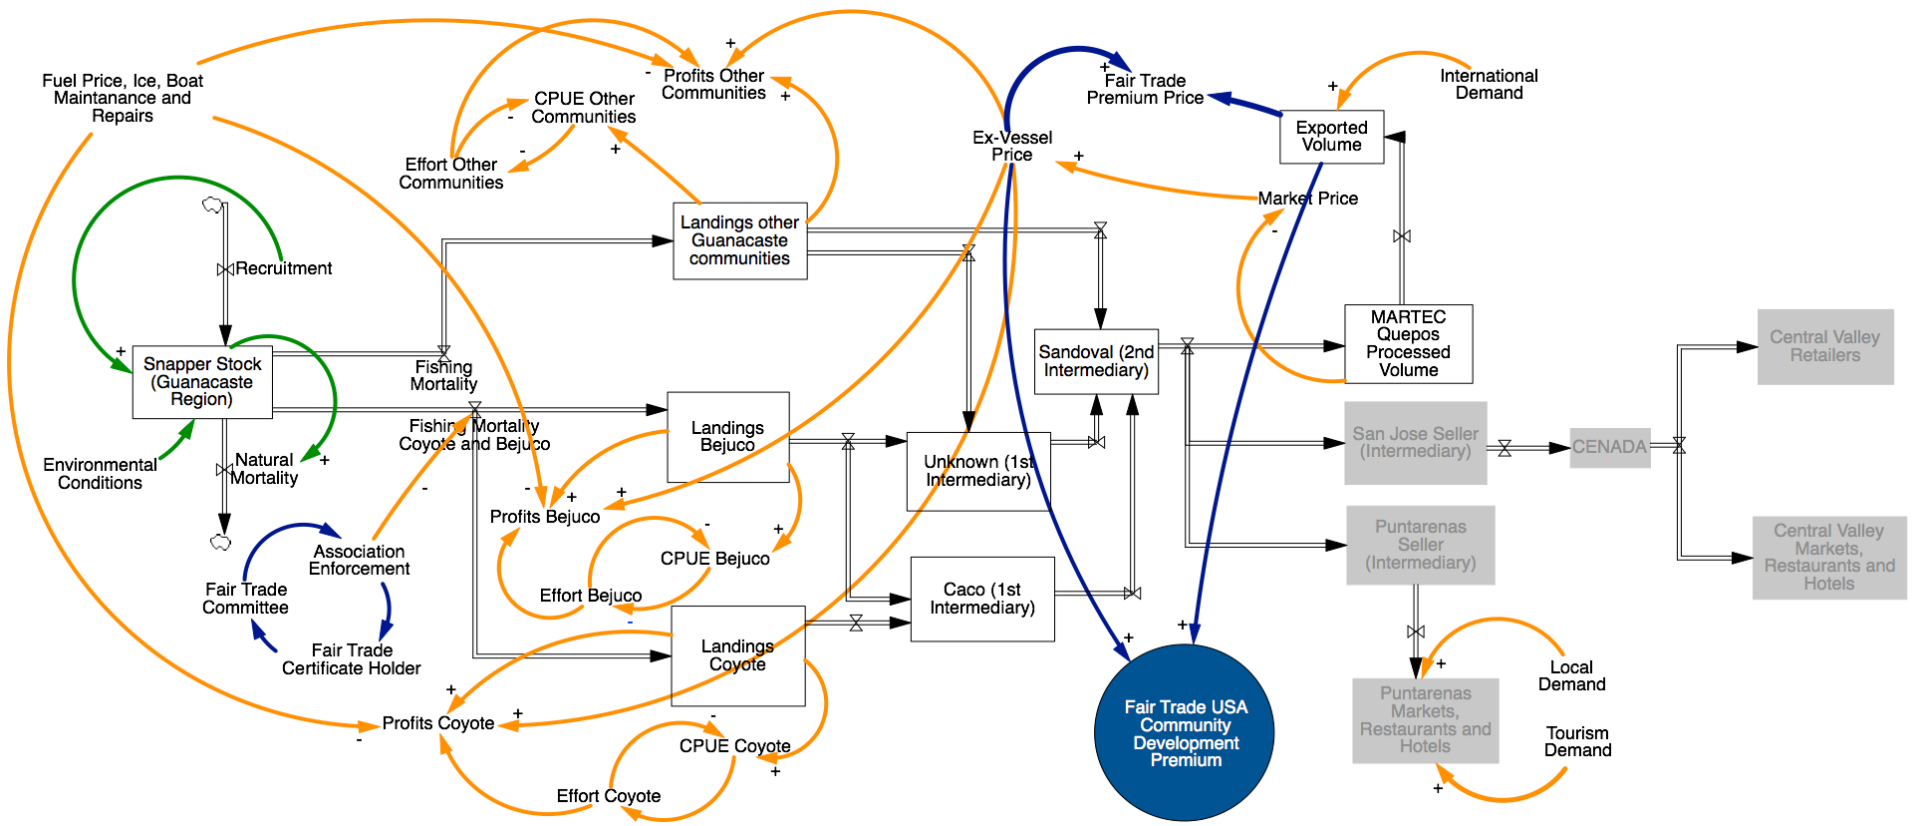 Fuel Price, Ice, Boat
Maintanance and
Repairs
+
-
Profits Other
Communities
+
CPUE Other
Communities
-
-
+
Effort Other
Communities
Ex-Vessel
Price
+
Fair Trade
Premium Price
+
International
Demand
Exported
Volume
+
Market Price
-
Landings other
Guanacaste
communities
Recruitment
+
Snapper Stock
(Guanacaste
Region)
Fishing
Mortality
Fishing Mortality
Coyote and Bejuco
Environmental
Conditions
Natural
Mortality
+
-
Landings
Bejuco
Sandoval (2nd
Intermediary)
MARTEC
Quepos
Processed
Volume
Central Valley
Retailers
San Jose Seller
(Intermediary)
CENADA
Unknown (1st
Intermediary)
-
+
+
Profits Bejuco
-
+
CPUE Bejuco
Effort Bejuco
-
Puntarenas
Seller
(Intermediary)
Central Valley
Markets,
Restaurants and
Hotels
Association
Enforcement
Fair Trade
Committee
Fair Trade
Certificate Holder
Caco (1st
Intermediary)
Landings
Coyote
+
+
-
Profits Coyote
-
CPUE Coyote
+
Effort Coyote
+
+
Fair Trade USA
Community
Development
Premium
+
Local
Demand
Puntarenas
Markets,
Restaurants and
Hotels
Tourism
Demand
+